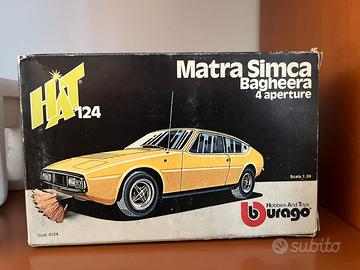 HAT
124
Matra Simca
Bagheera
4 aperture
Scala 1:24
Hobbies And Toys
burago
Cod. 0124
subito